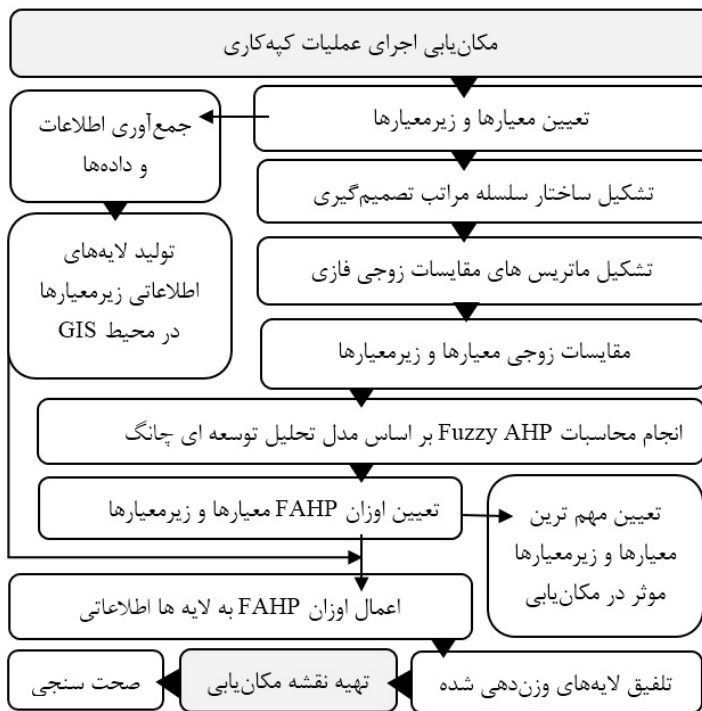 مکان‌یابی اجرای عملیات کپه‌کاری
تعیین معیارها و زیرمعیارها
جمع‌آوری اطلاعات
و داده‌ها
تشکیل ساختار سلسله مراتب تصمیم‌گیری
تولید لایه‌های
اطلاعاتی زیرمعیارها
در محیط GIS
تشکیل ماتریس های مقایسات زوجی فازی
مقایسات زوجی معیارها و زیرمعیارها
انجام محاسبات Fuzzy AHP بر اساس مدل تحلیل توسعه ای چانگ
تعیین اوزان FAHP معیارها و زیرمعیارها
تعیین مهم ترین
معیارها و زیرمعیارها
موثر در مکان‌یابی
اعمال اوزان FAHP به لایه ها اطلاعاتی
تلفیق لایه‌های وزن‌دهی شده
تهیه نقشه مکان‌یابی
صحت سنجی